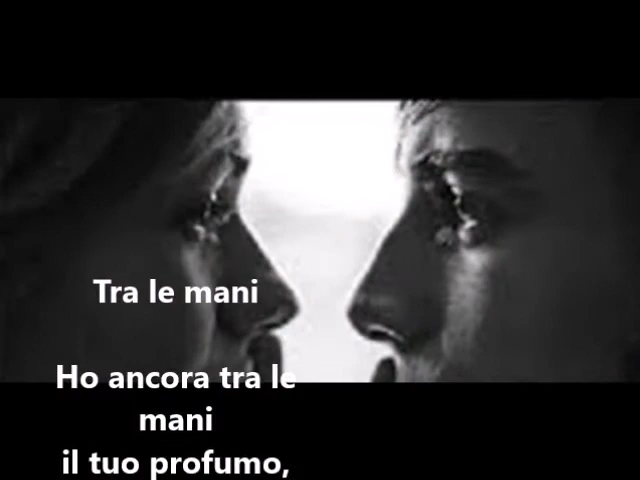 Tra le mani
Ho ancora tra le
mani
il tuo profumo,